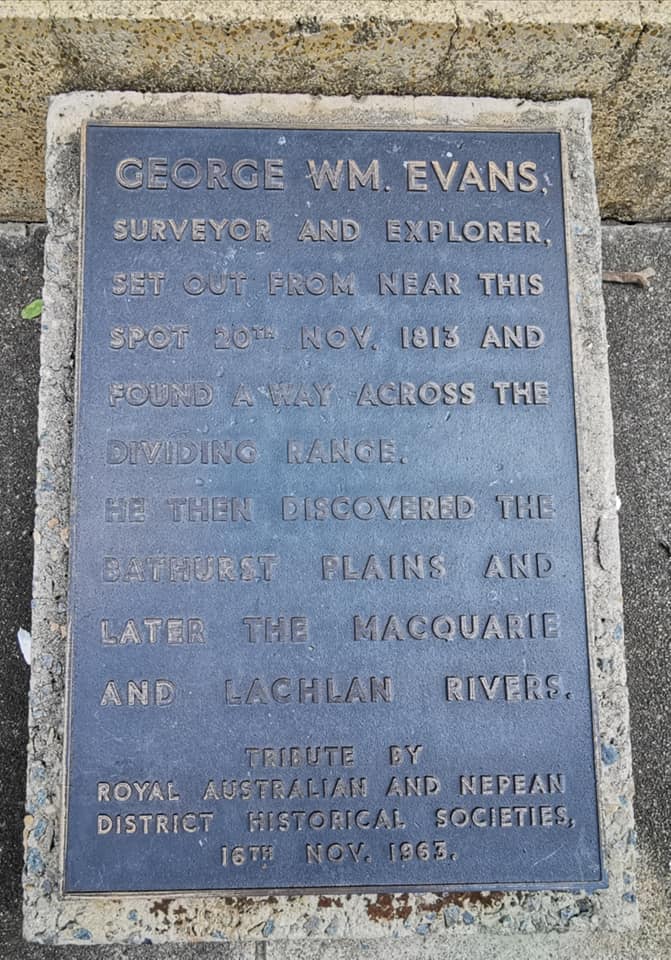 GEORGE WM. EVANS,
SURVEYOR AND EXPLORER,
SET OUT FROM NEAR THIS
SPOT 20TH NOV. 1813 AND
FOUND A WAY ACROSS THE
DIVIDING RANGE.
HE THEN DISCOVERED THE
BATHURST PLAINS AND
LATER THE MACQUARIE
AND LACHLAN RIVERS.
TRIBUTE BY
ROYAL AUSTRALIAN AND NEPEAN
DISTRICT HISTORICAL SOCIETIES,
16TH NOV. 1963.